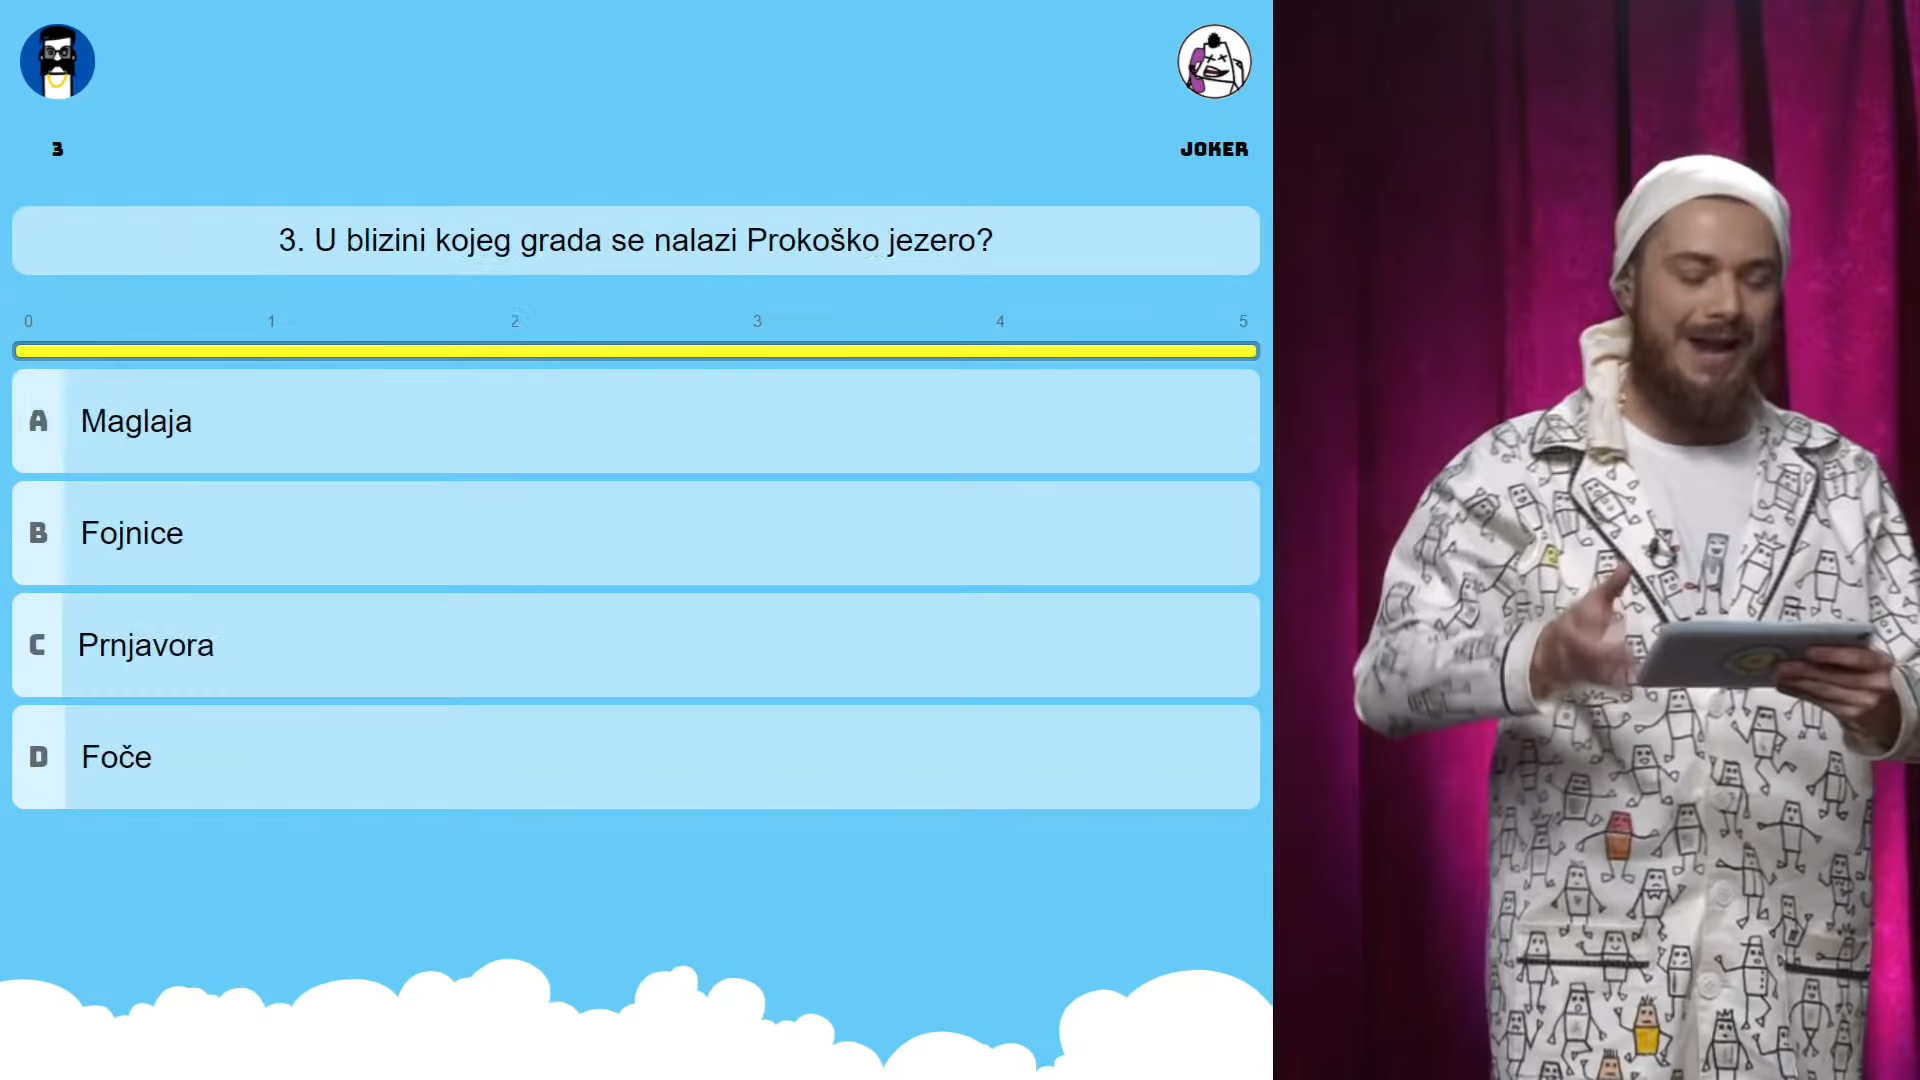 3
JOKER
3. U blizini kojeg grada se nalazi Prokoško jezero?
0 1 2 3 4 5
A Maglaja
B Fojnice
C Prnjavora
D Foče